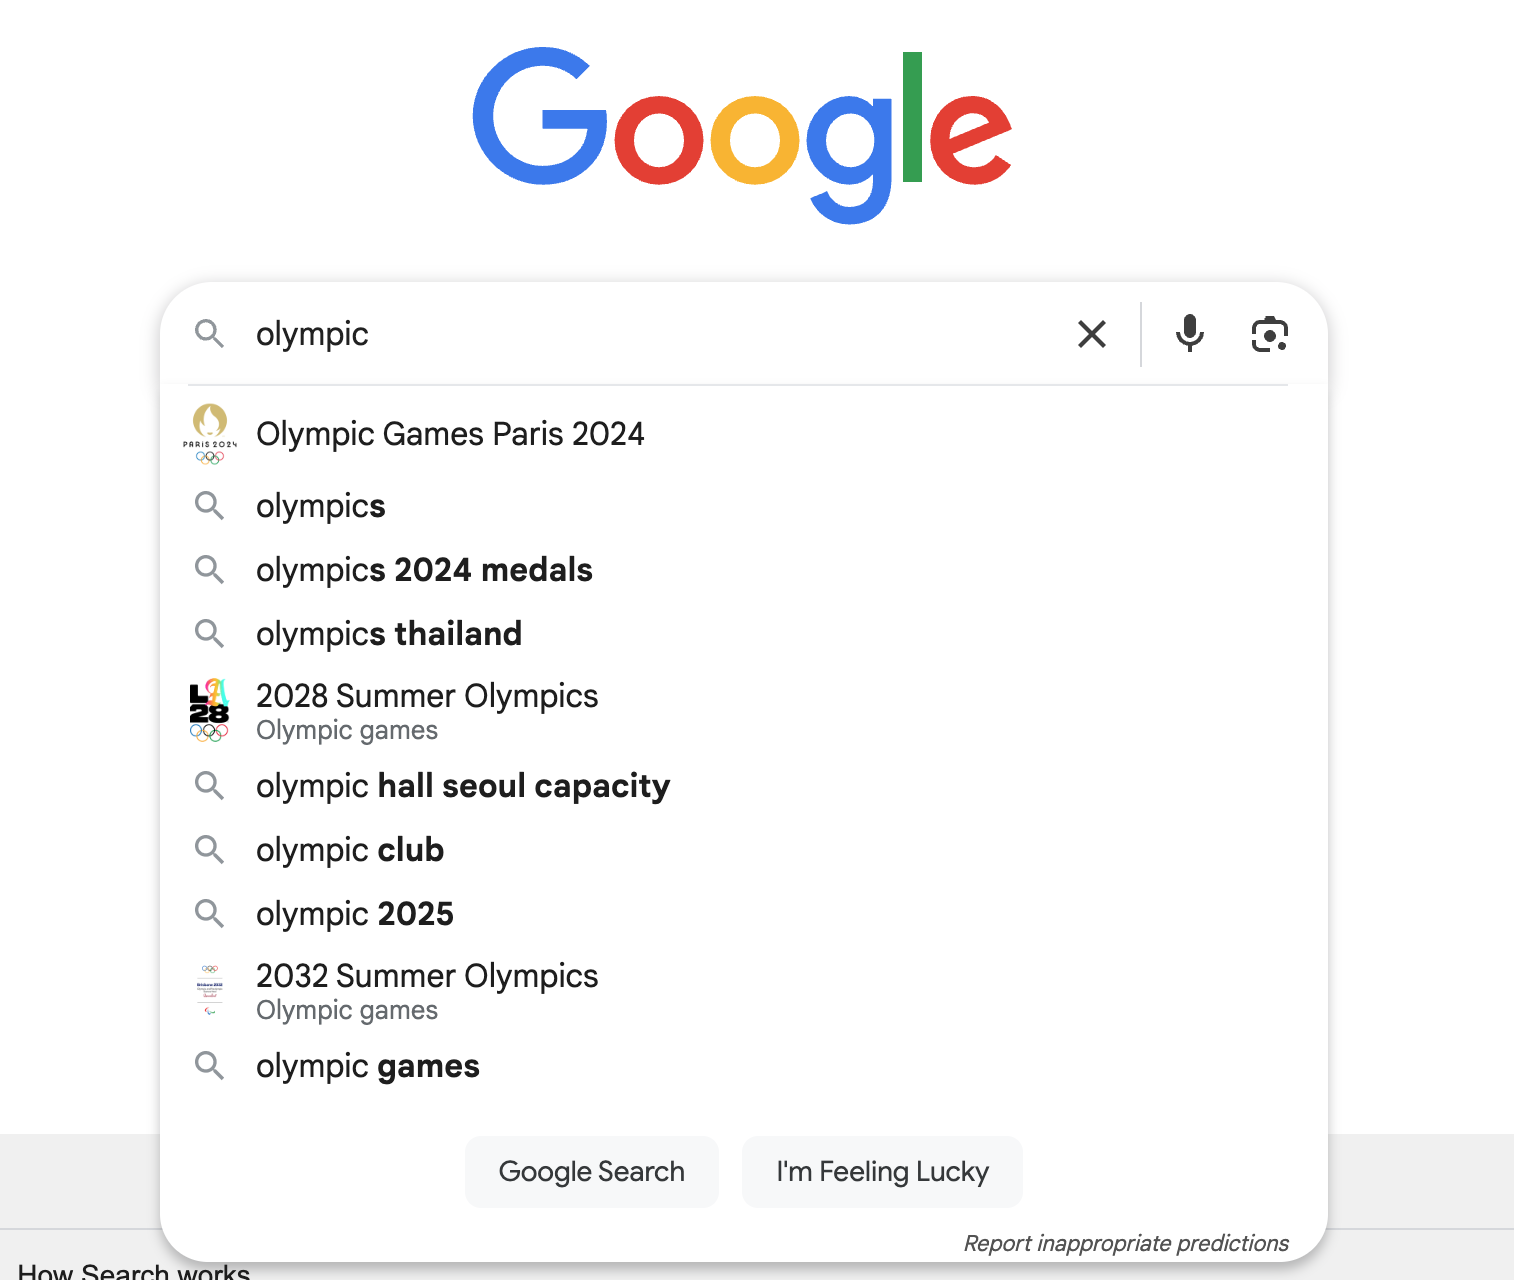 Google
olympic
PARIS 2024
Olympic Games Paris 2024
olympics
olympics 2024 medals
olympics thailand
LA
28
2028 Summer Olympics
Olympic games
olympic hall seoul capacity
olympic club
olympic 2025
2032 Summer Olympics
Olympic games
olympic games
Google Search
I'm Feeling Lucky
Report inappropriate predictions
How Search works